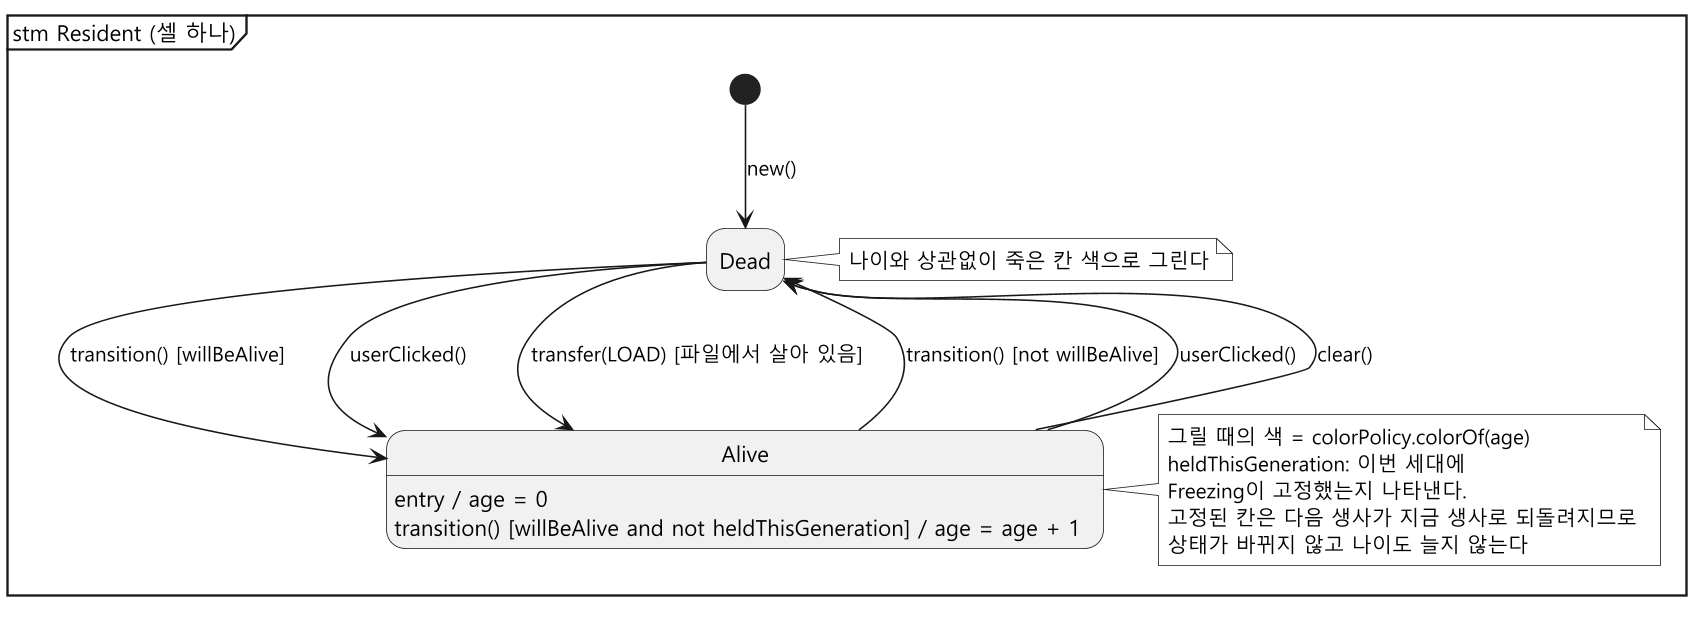 stm Resident (셀 하나)
new()
Dead
나이와 상관없이 죽은 칸 색으로 그린다
transition() [willBeAlive]
userClicked()
transfer(LOAD) [파일에서 살아 있음]
transition() [not willBeAlive]
userClicked()
clear()
Alive
entry / age = 0
transition() [willBeAlive and not heldThisGeneration] / age = age + 1
그릴 때의 색 = colorPolicy.colorOf(age)
heldThisGeneration: 이번 세대에
Freezing이 고정했는지 나타낸다.
고정된 칸은 다음 생사가 지금 생사로 되돌려지므로
상태가 바뀌지 않고 나이도 늘지 않는다